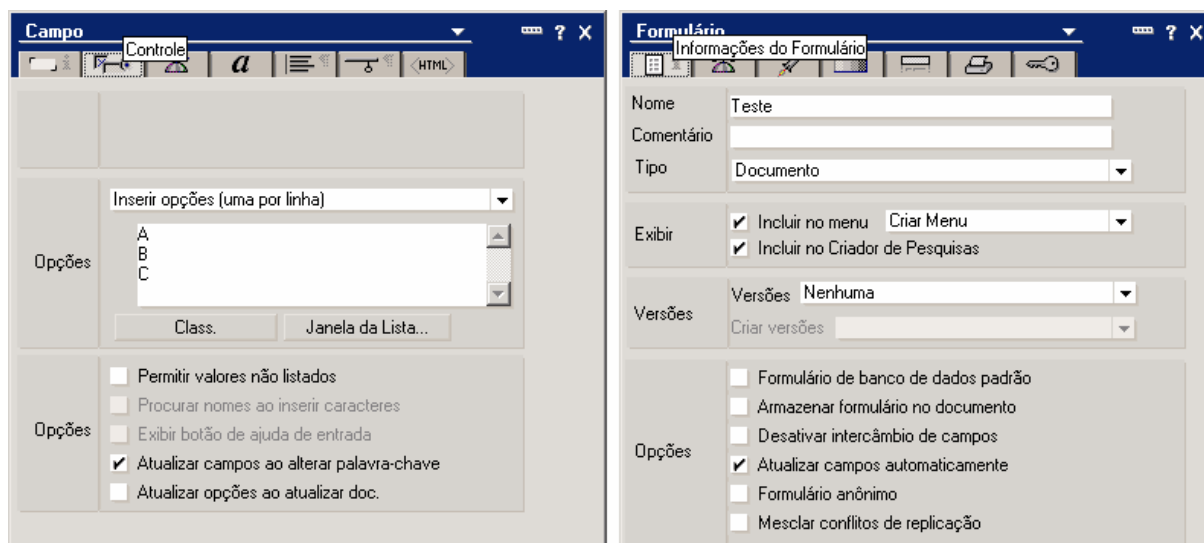 Campo
? X
Controle
a
¶
¶
<HTML>
Inserir opções (uma por linha)
A
B
C
Opções
Class.
Janela da Lista...
Opções
Permitir valores não listados
Procurar nomes ao inserir caracteres
Exibir botão de ajuda de entrada
Atualizar campos ao alterar palavra-chave
Atualizar opções ao atualizar doc.
Formulário
? X
Informações do Formulário
Nome
Teste
Comentário
Tipo
Documento
Exibir
Incluir no menu
Criar Menu
Incluir no Criador de Pesquisas
Versões
Versões
Nenhuma
Criar versões
Opções
Formulário de banco de dados padrão
Armazenar formulário no documento
Desativar intercâmbio de campos
Atualizar campos automaticamente
Formulário anônimo
Mesclar conflitos de replicação